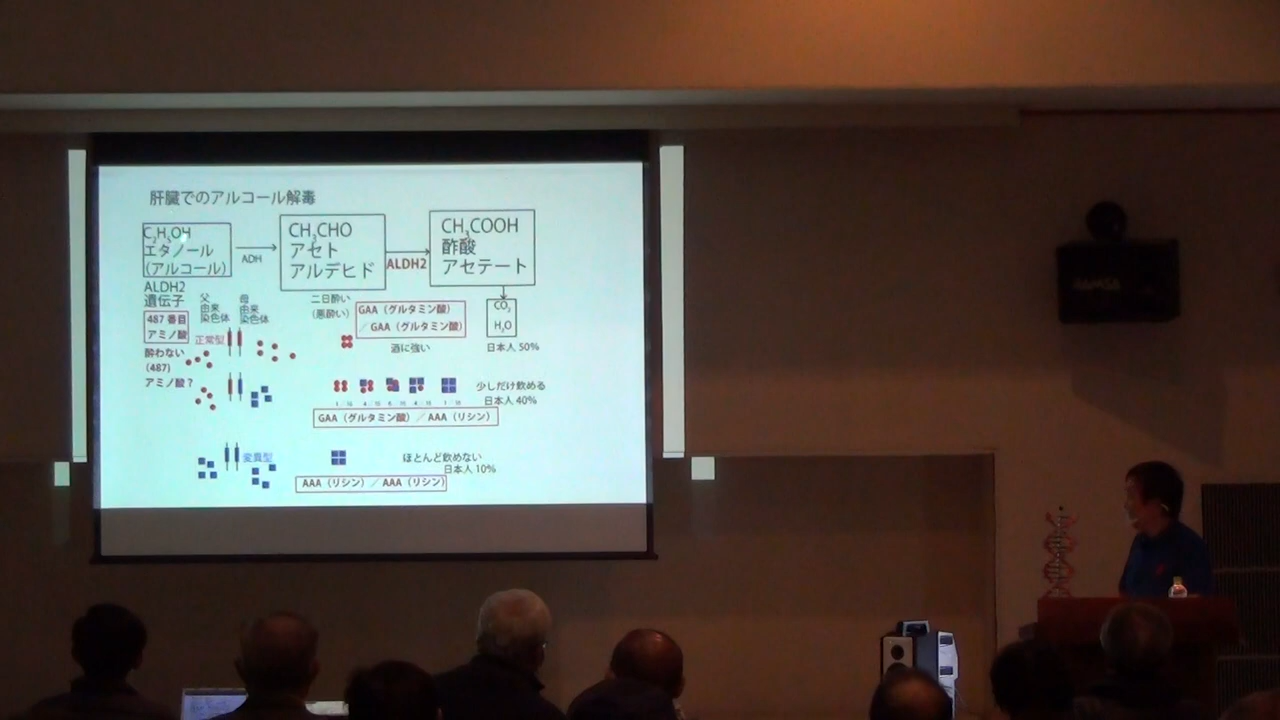 肝臓でのアルコール解毒
C2H5OH
エタノール
（アルコール）
ADH
CH3CHO
アセト
アルデヒド
ALDH2
CH3COOH
酢酸
アセテート
CO2
H2O
ALDH2
遺伝子
父
由来
染色体
母
由来
染色体
二日酔い
（悪酔い）
GAA（グルタミン酸）
／GAA（グルタミン酸）
487番目
アミノ酸
正常型
酒に強い
日本人 50%
酔わない
(487)
アミノ酸？
少しだけ飲める
日本人 40%
GAA（グルタミン酸）／AAA（リシン）
変異型
ほとんど飲めない
日本人 10%
AAA（リシン）／AAA（リシン）